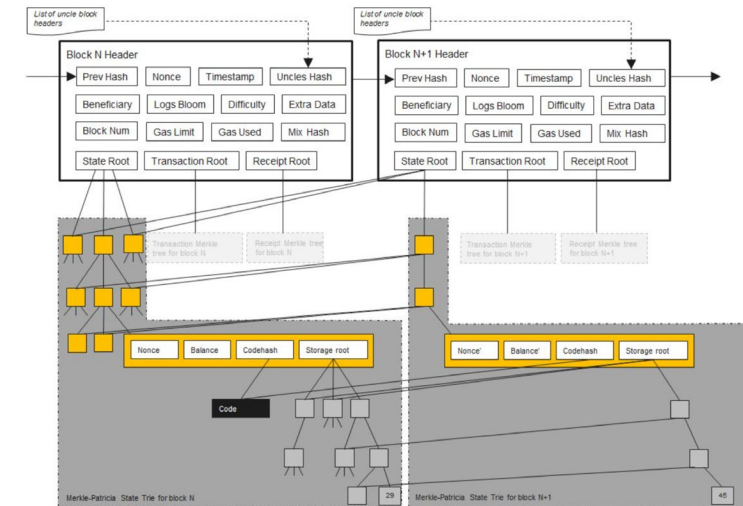 List of uncle block
headers
List of uncle block
headers
Block N Header
Prev Hash Nonce Timestamp Uncles Hash
Beneficiary Logs Bloom Difficulty Extra Data
Block Num Gas Limit Gas Used Mix Hash
State Root Transaction Root Receipt Root
Block N+1 Header
Prev Hash Nonce Timestamp Uncles Hash
Beneficiary Logs Bloom Difficulty Extra Data
Block Num Gas Limit Gas Used Mix Hash
State Root Transaction Root Receipt Root
Transaction Merkle
tree for block N
Receipt Merkle tree
for block N
Transaction Merkle
tree for block N+1
Receipt Merkle tree
for block N+1
Nonce Balance Codehash Storage root
Nonce' Balance' Codehash Storage root'
Code
29
45
Merkle-Patricia State Trie for block N
Merkle-Patricia State Trie for block N+1